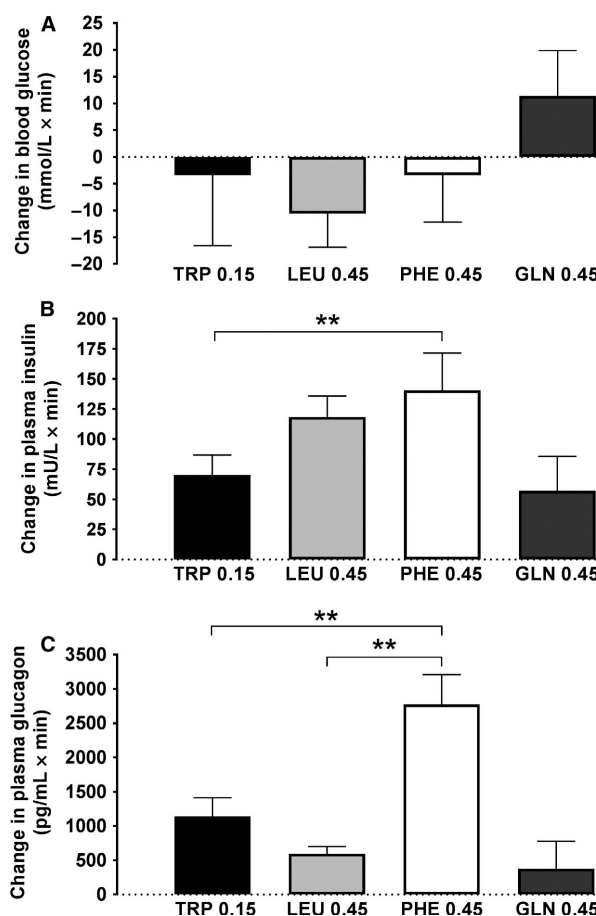 A
Change in blood glucose
(mmol/L × min)
25
20
15
10
5
0
–5
–10
–15
–20
TRP 0.15 LEU 0.45 PHE 0.45 GLN 0.45
B
Change in plasma insulin
(mU/L × min)
200
175
150
125
100
75
50
25
0
**
TRP 0.15 LEU 0.45 PHE 0.45 GLN 0.45
C
Change in plasma glucagon
(pg/mL × min)
3500
3000
2500
2000
1500
1000
500
0
**
**
TRP 0.15 LEU 0.45 PHE 0.45 GLN 0.45